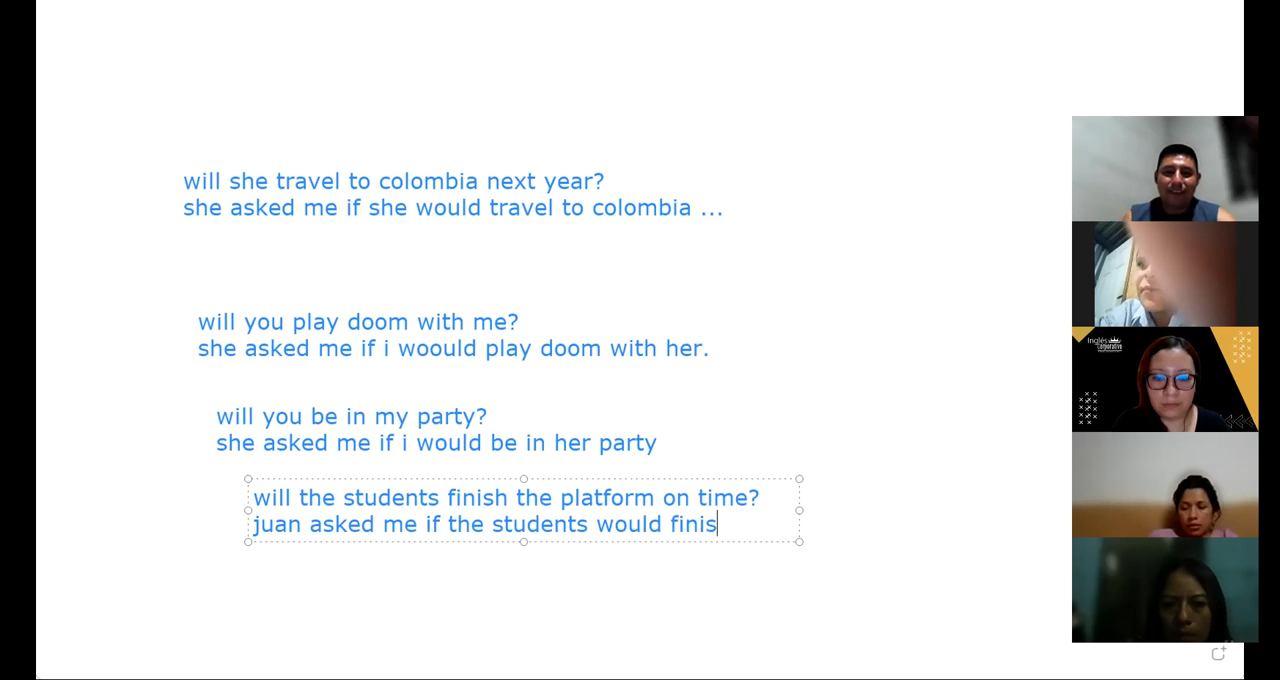 will she travel to colombia next year?
she asked me if she would travel to colombia ...
will you play doom with me?
she asked me if i woould play doom with her.
will you be in my party?
she asked me if i would be in her party
will the students finish the platform on time?
juan asked me if the students would finis
Inglés
Corporativo